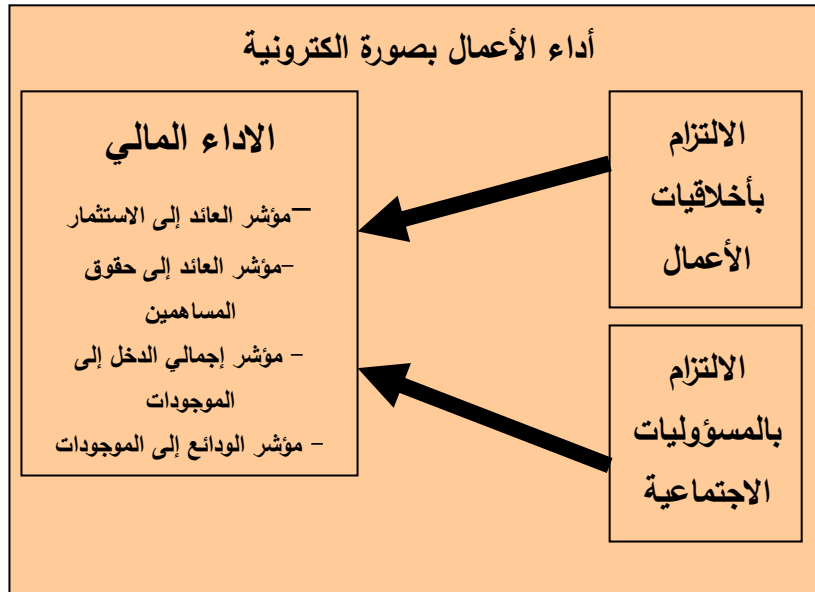 أداء الأعمال بصورة الكترونية
الالتزام
بأخلاقيات
الأعمال
الالتزام
بالمسؤوليات
الاجتماعية
الاداء المالي
–مؤشر العائد إلى الاستثمار
–مؤشر العائد إلى حقوق
المساهمين
– مؤشر إجمالي الدخل إلى
الموجودات
– مؤشر الودائع إلى الموجودات